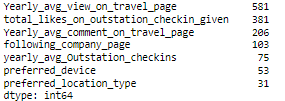 Yearly_avg_view_on_travel_page 581
total_likes_on_outstation_checkin_given 381
Yearly_avg_comment_on_travel_page 206
following_company_page 103
yearly_avg_Outstation_checkins 75
preferred_device 53
preferred_location_type 31
dtype: int64